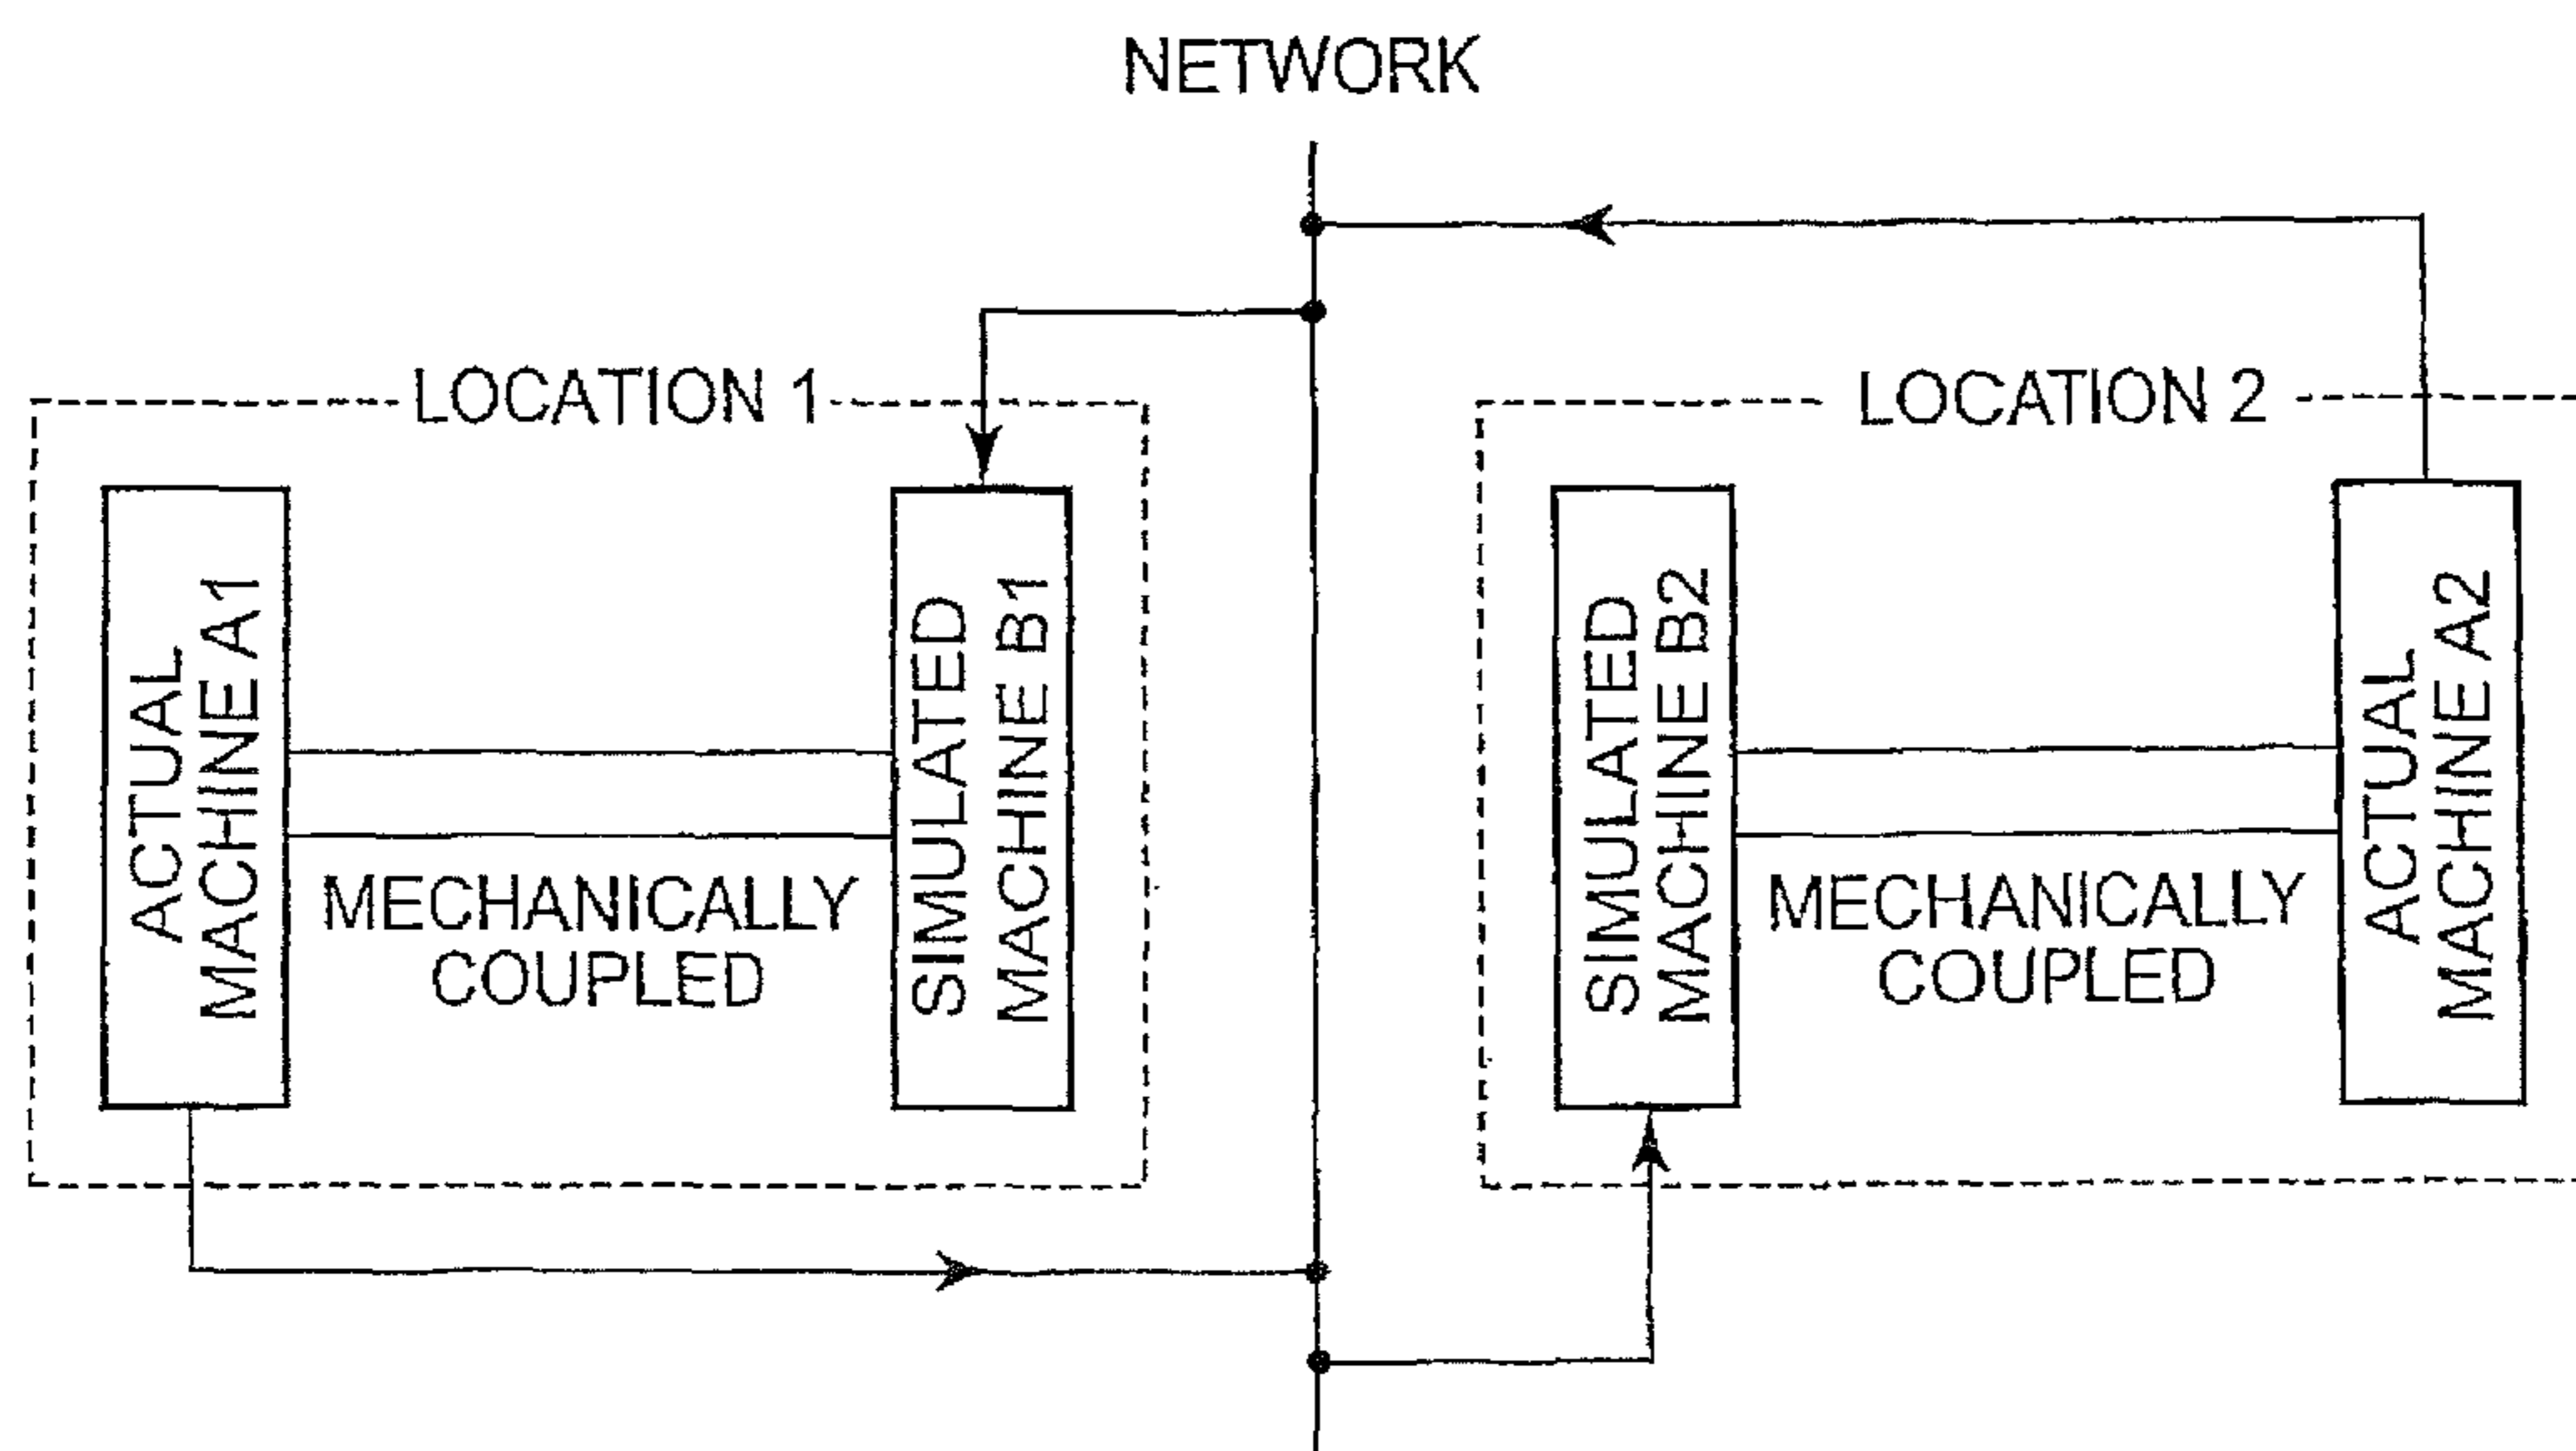 NETWORK
LOCATION 1
ACTUAL
MACHINE A1
MECHANICALLY
COUPLED
SIMULATED
MACHINE B1
LOCATION 2
SIMULATED
MACHINE B2
MECHANICALLY
COUPLED
ACTUAL
MACHINE A2